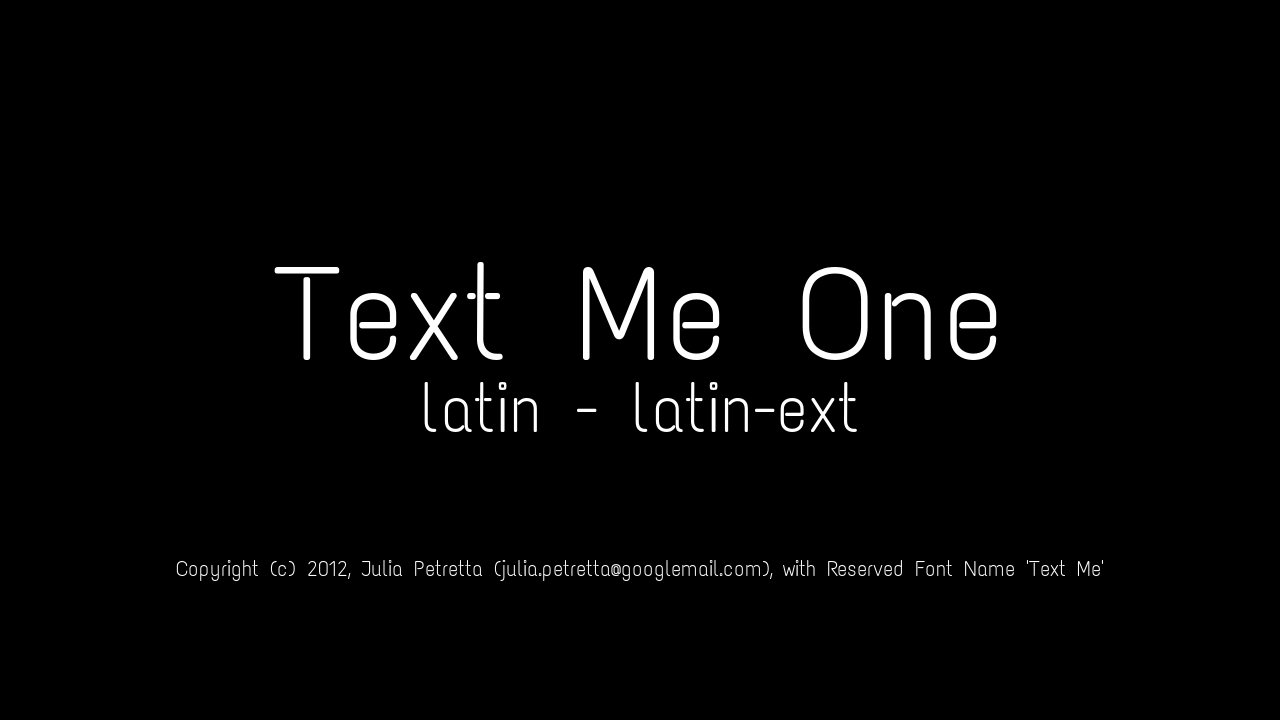 Text Me One
latin - latin-ext
Copyright (c) 2012, Julia Petretta (julia.petretta@googlemail.com), with Reserved Font Name 'Text Me'